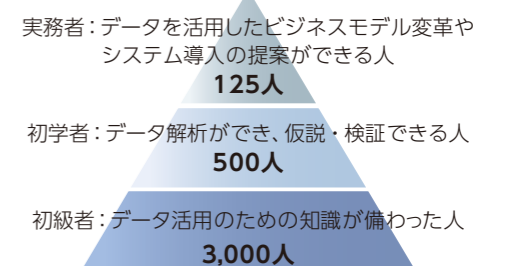 実務者：データを活用したビジネスモデル変革や
システム導入の提案ができる人
125人
初学者：データ解析ができ、仮説・検証できる人
500人
初級者：データ活用のための知識が備わった人
3,000人